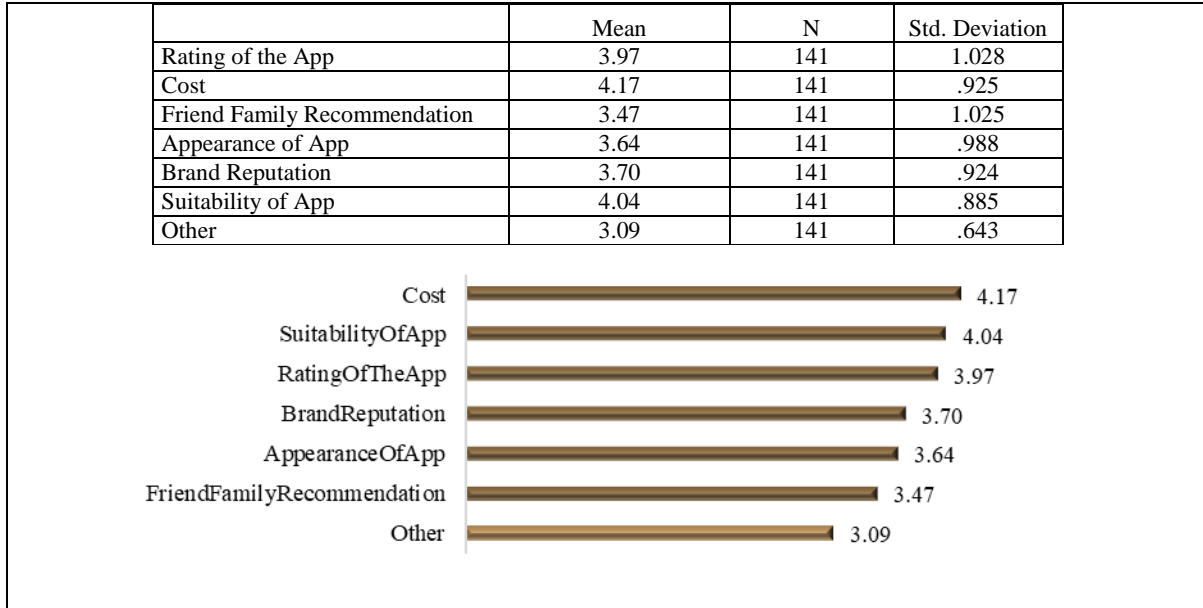 Mean N Std. Deviation
Rating of the App 3.97 141 1.028
Cost 4.17 141 .925
Friend Family Recommendation 3.47 141 1.025
Appearance of App 3.64 141 .988
Brand Reputation 3.70 141 .924
Suitability of App 4.04 141 .885
Other 3.09 141 .643
Cost 4.17
SuitabilityOfApp 4.04
RatingOfTheApp 3.97
BrandReputation 3.70
AppearanceOfApp 3.64
FriendFamilyRecommendation 3.47
Other 3.09